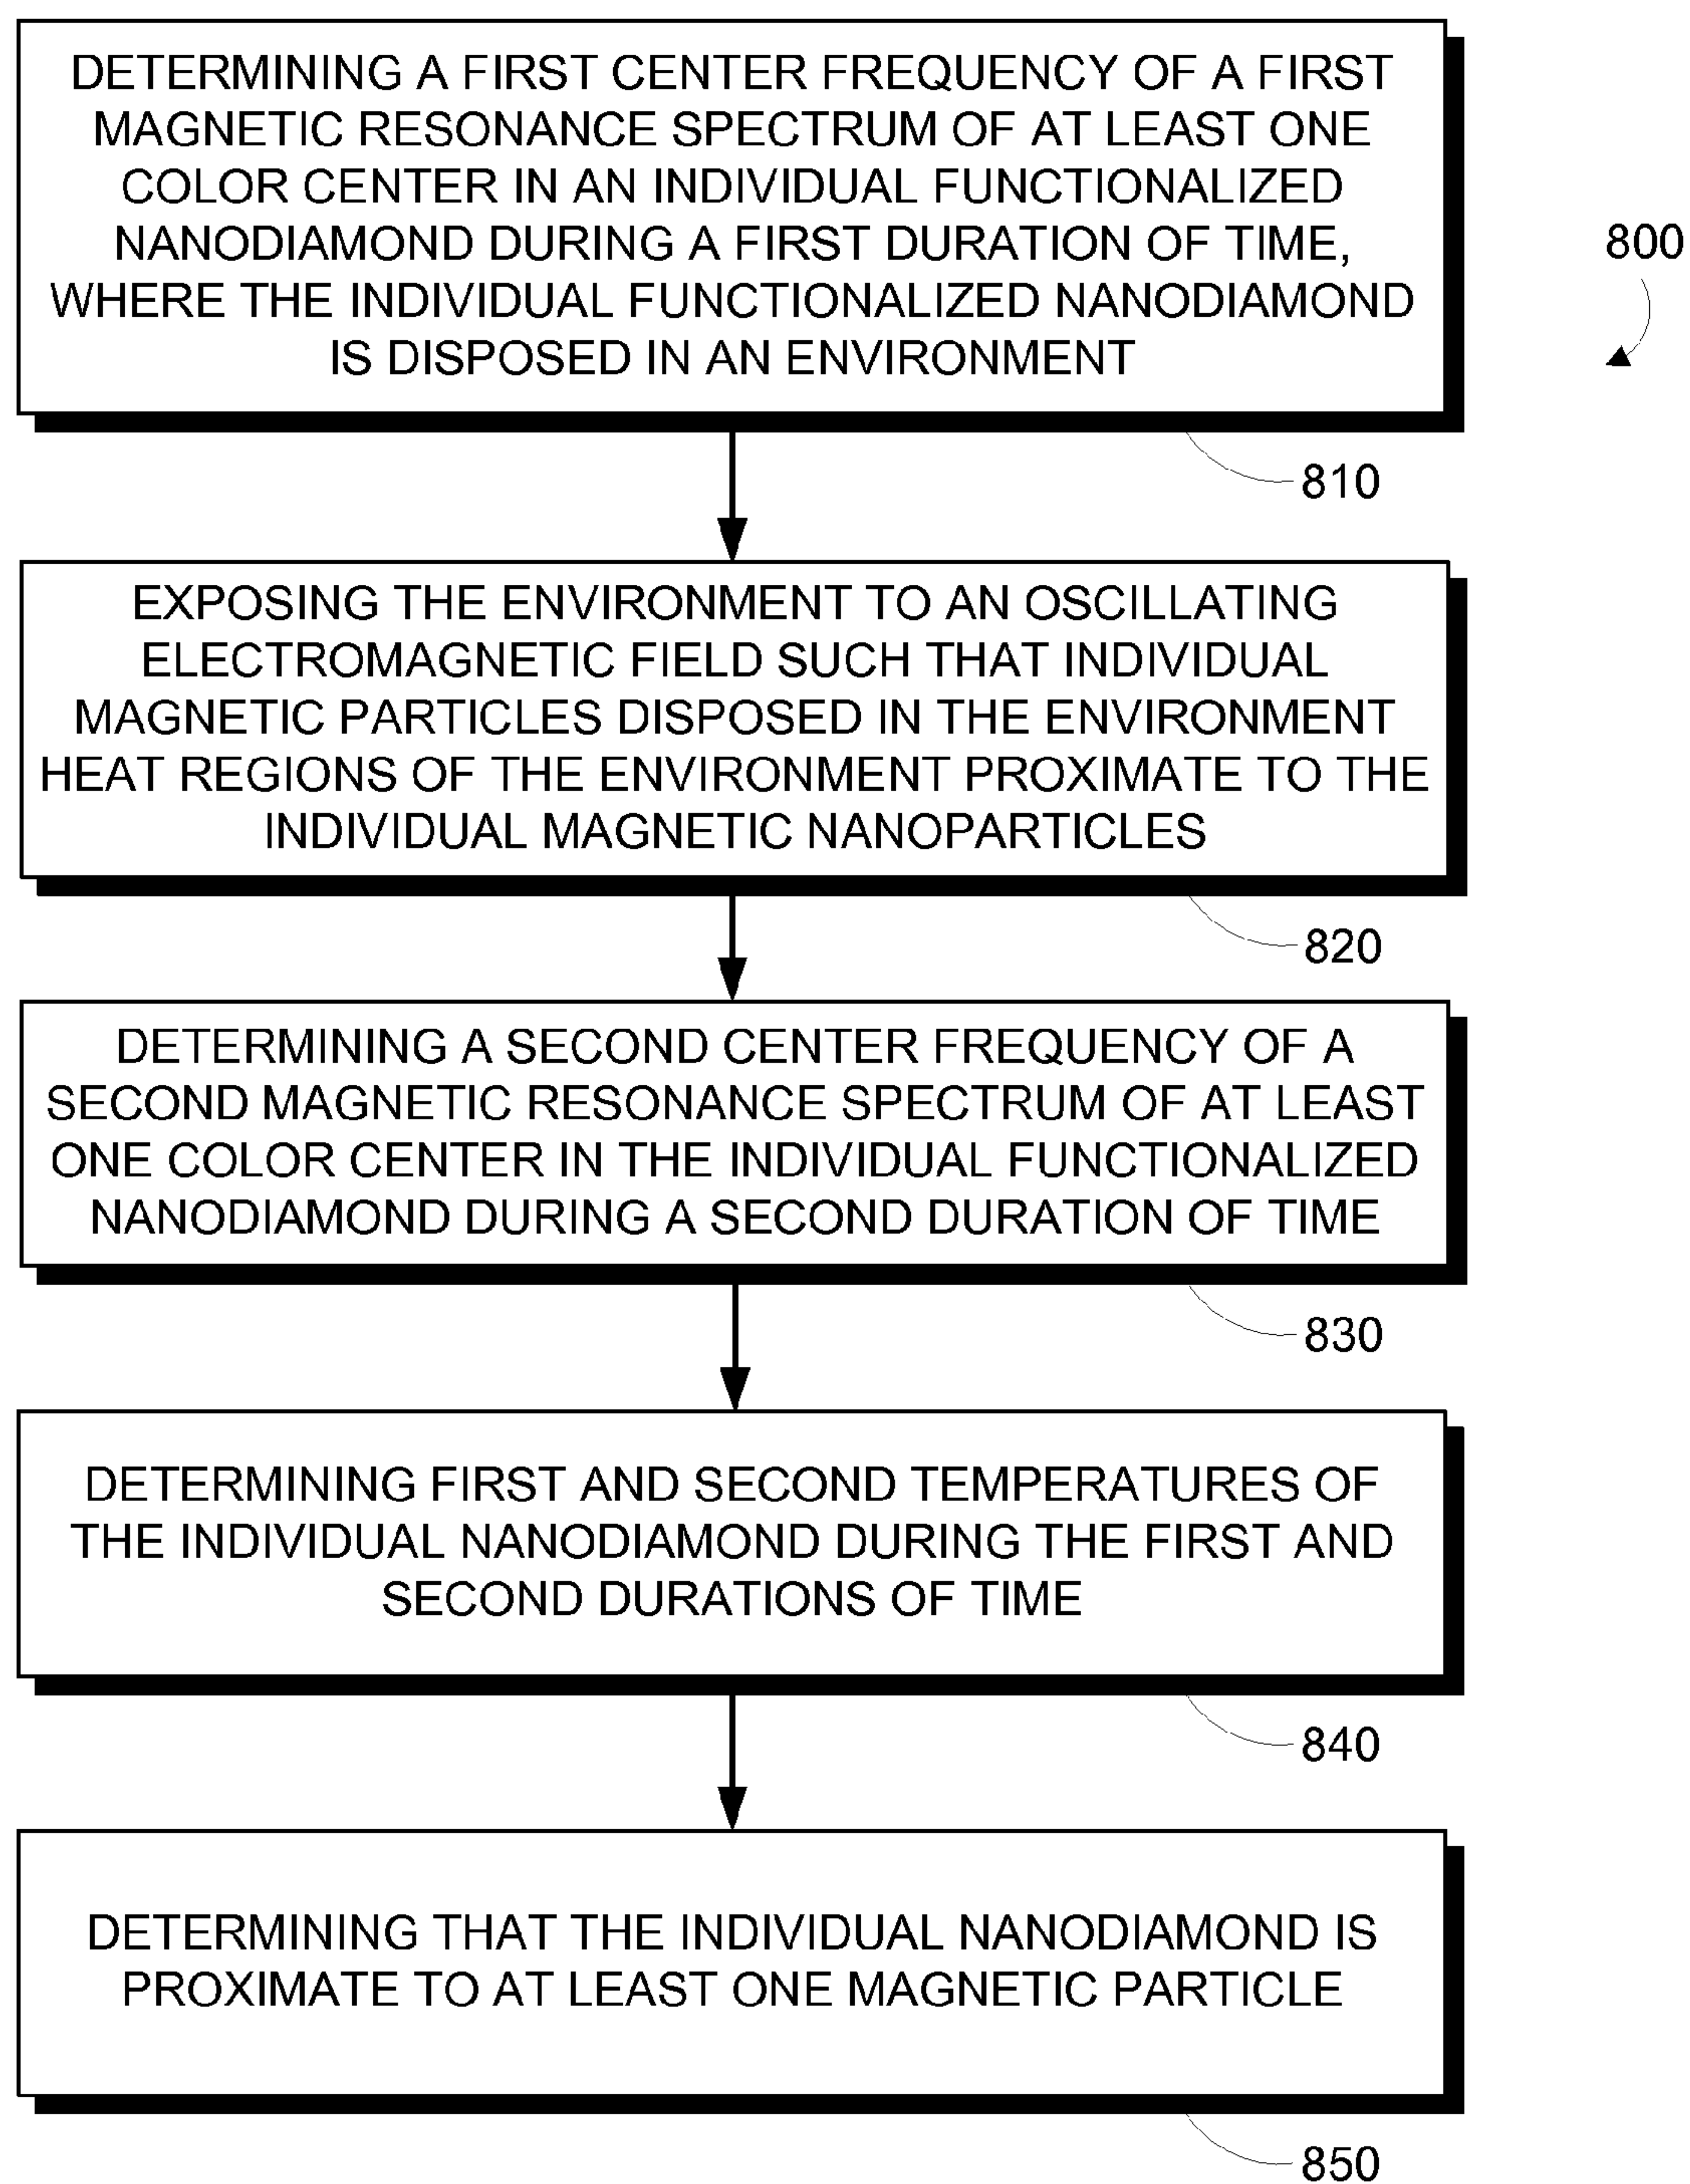 DETERMINING A FIRST CENTER FREQUENCY OF A FIRST
MAGNETIC RESONANCE SPECTRUM OF AT LEAST ONE
COLOR CENTER IN AN INDIVIDUAL FUNCTIONALIZED
NANODIAMOND DURING A FIRST DURATION OF TIME,
WHERE THE INDIVIDUAL FUNCTIONALIZED NANODIAMOND
IS DISPOSED IN AN ENVIRONMENT
800
810
EXPOSING THE ENVIRONMENT TO AN OSCILLATING
ELECTROMAGNETIC FIELD SUCH THAT INDIVIDUAL
MAGNETIC PARTICLES DISPOSED IN THE ENVIRONMENT
HEAT REGIONS OF THE ENVIRONMENT PROXIMATE TO THE
INDIVIDUAL MAGNETIC NANOPARTICLES
820
DETERMINING A SECOND CENTER FREQUENCY OF A
SECOND MAGNETIC RESONANCE SPECTRUM OF AT LEAST
ONE COLOR CENTER IN THE INDIVIDUAL FUNCTIONALIZED
NANODIAMOND DURING A SECOND DURATION OF TIME
830
DETERMINING FIRST AND SECOND TEMPERATURES OF
THE INDIVIDUAL NANODIAMOND DURING THE FIRST AND
SECOND DURATIONS OF TIME
840
DETERMINING THAT THE INDIVIDUAL NANODIAMOND IS
PROXIMATE TO AT LEAST ONE MAGNETIC PARTICLE
850